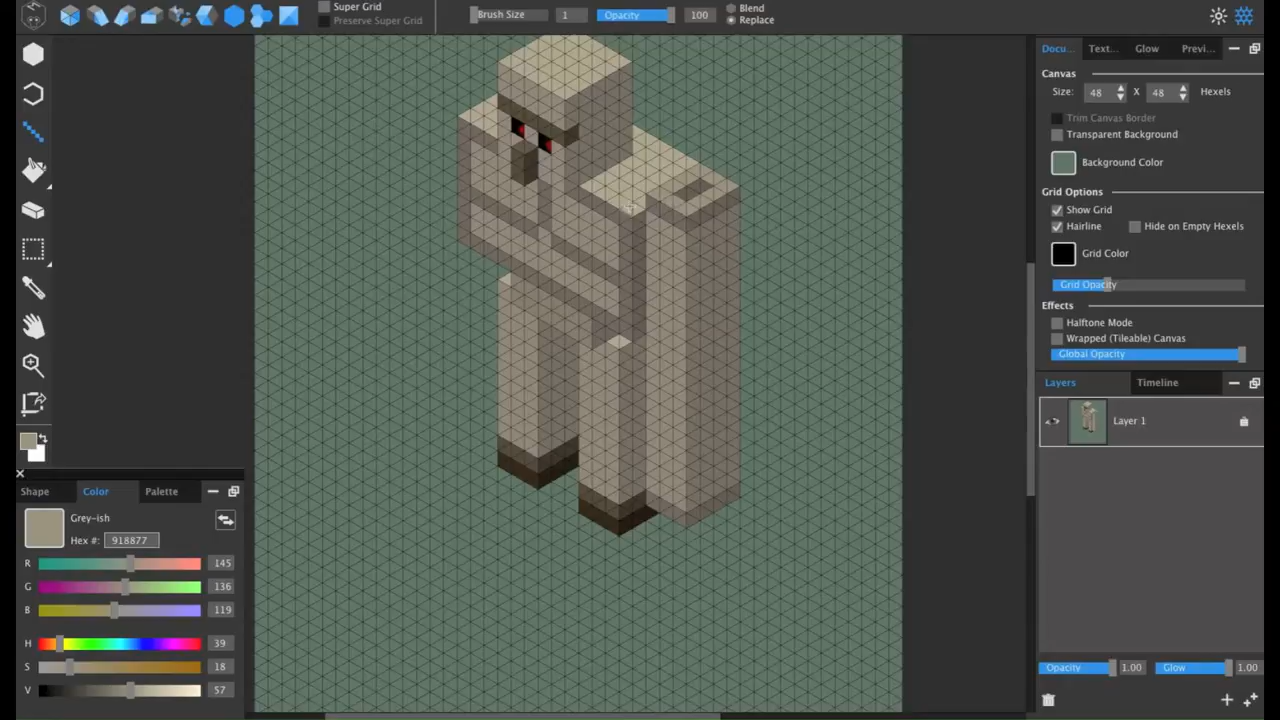 Super Grid
Preserve Super Grid
Brush Size
1
Opacity
100
Blend
Replace
Docu...
Text...
Glow
Previ...
Canvas
Size: 48 X 48 Hexels
Trim Canvas Border
Transparent Background
Background Color
Grid Options
Show Grid
Hairline
Hide on Empty Hexels
Grid Color
Grid Opacity
Effects
Halftone Mode
Wrapped (Tileable) Canvas
Global Opacity
Layers
Timeline
Layer 1
Opacity 1.00
Glow 1.00
Shape
Color
Palette
Grey-ish
Hex #: 918877
R 145
G 136
B 119
H 39
S 18
V 57